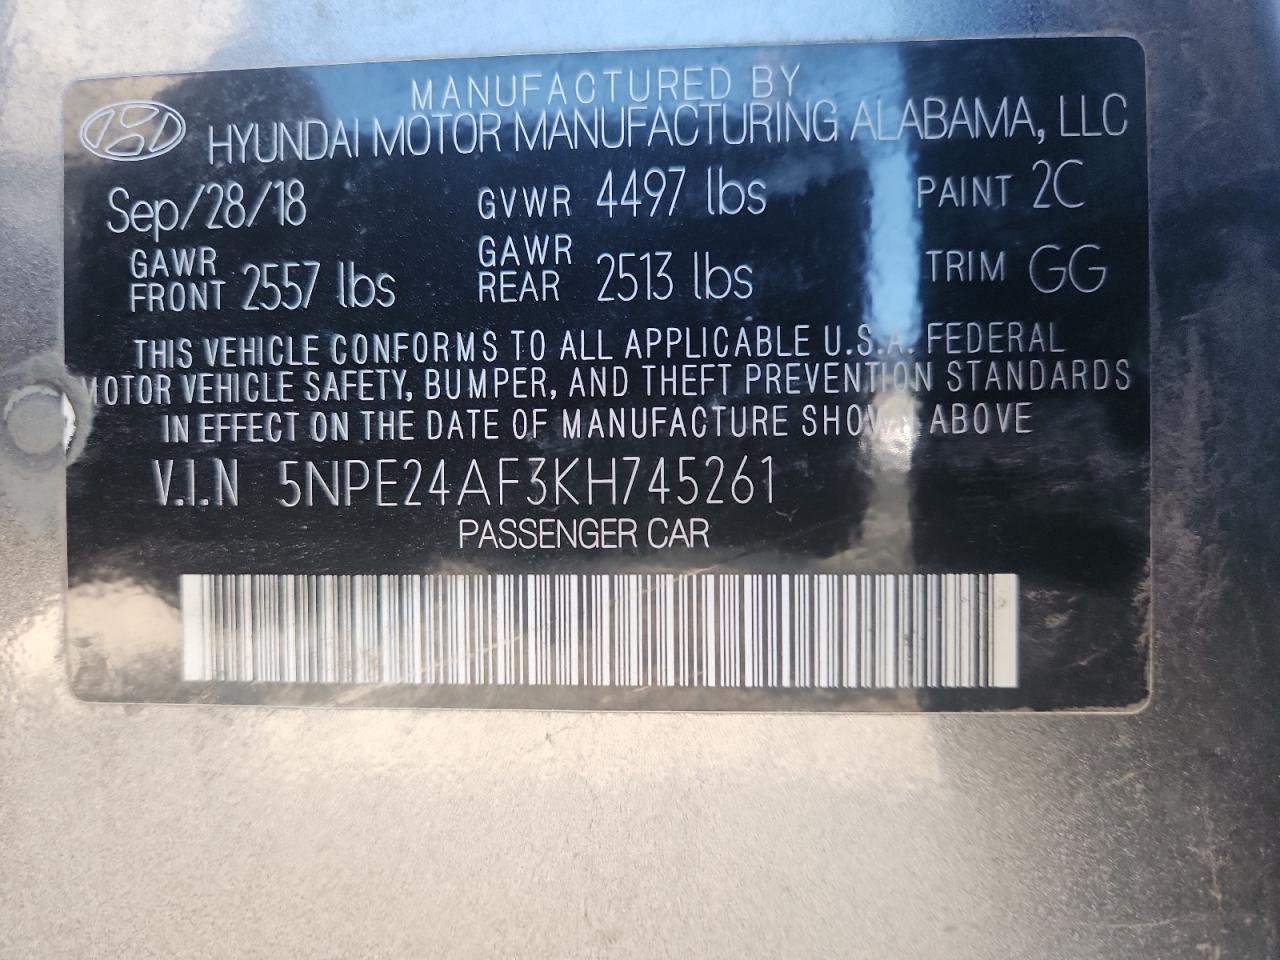 MANUFACTURED BY
HYUNDAI MOTOR MANUFACTURING ALABAMA, LLC
Sep/28/18 GVWR 4497 lbs PAINT 2C
GAWR FRONT 2557 lbs GAWR REAR 2513 lbs TRIM GG
THIS VEHICLE CONFORMS TO ALL APPLICABLE U.S.A. FEDERAL
MOTOR VEHICLE SAFETY, BUMPER, AND THEFT PREVENTION STANDARDS
IN EFFECT ON THE DATE OF MANUFACTURE SHOWN ABOVE
V.I.N 5NPE24AF3KH745261
PASSENGER CAR